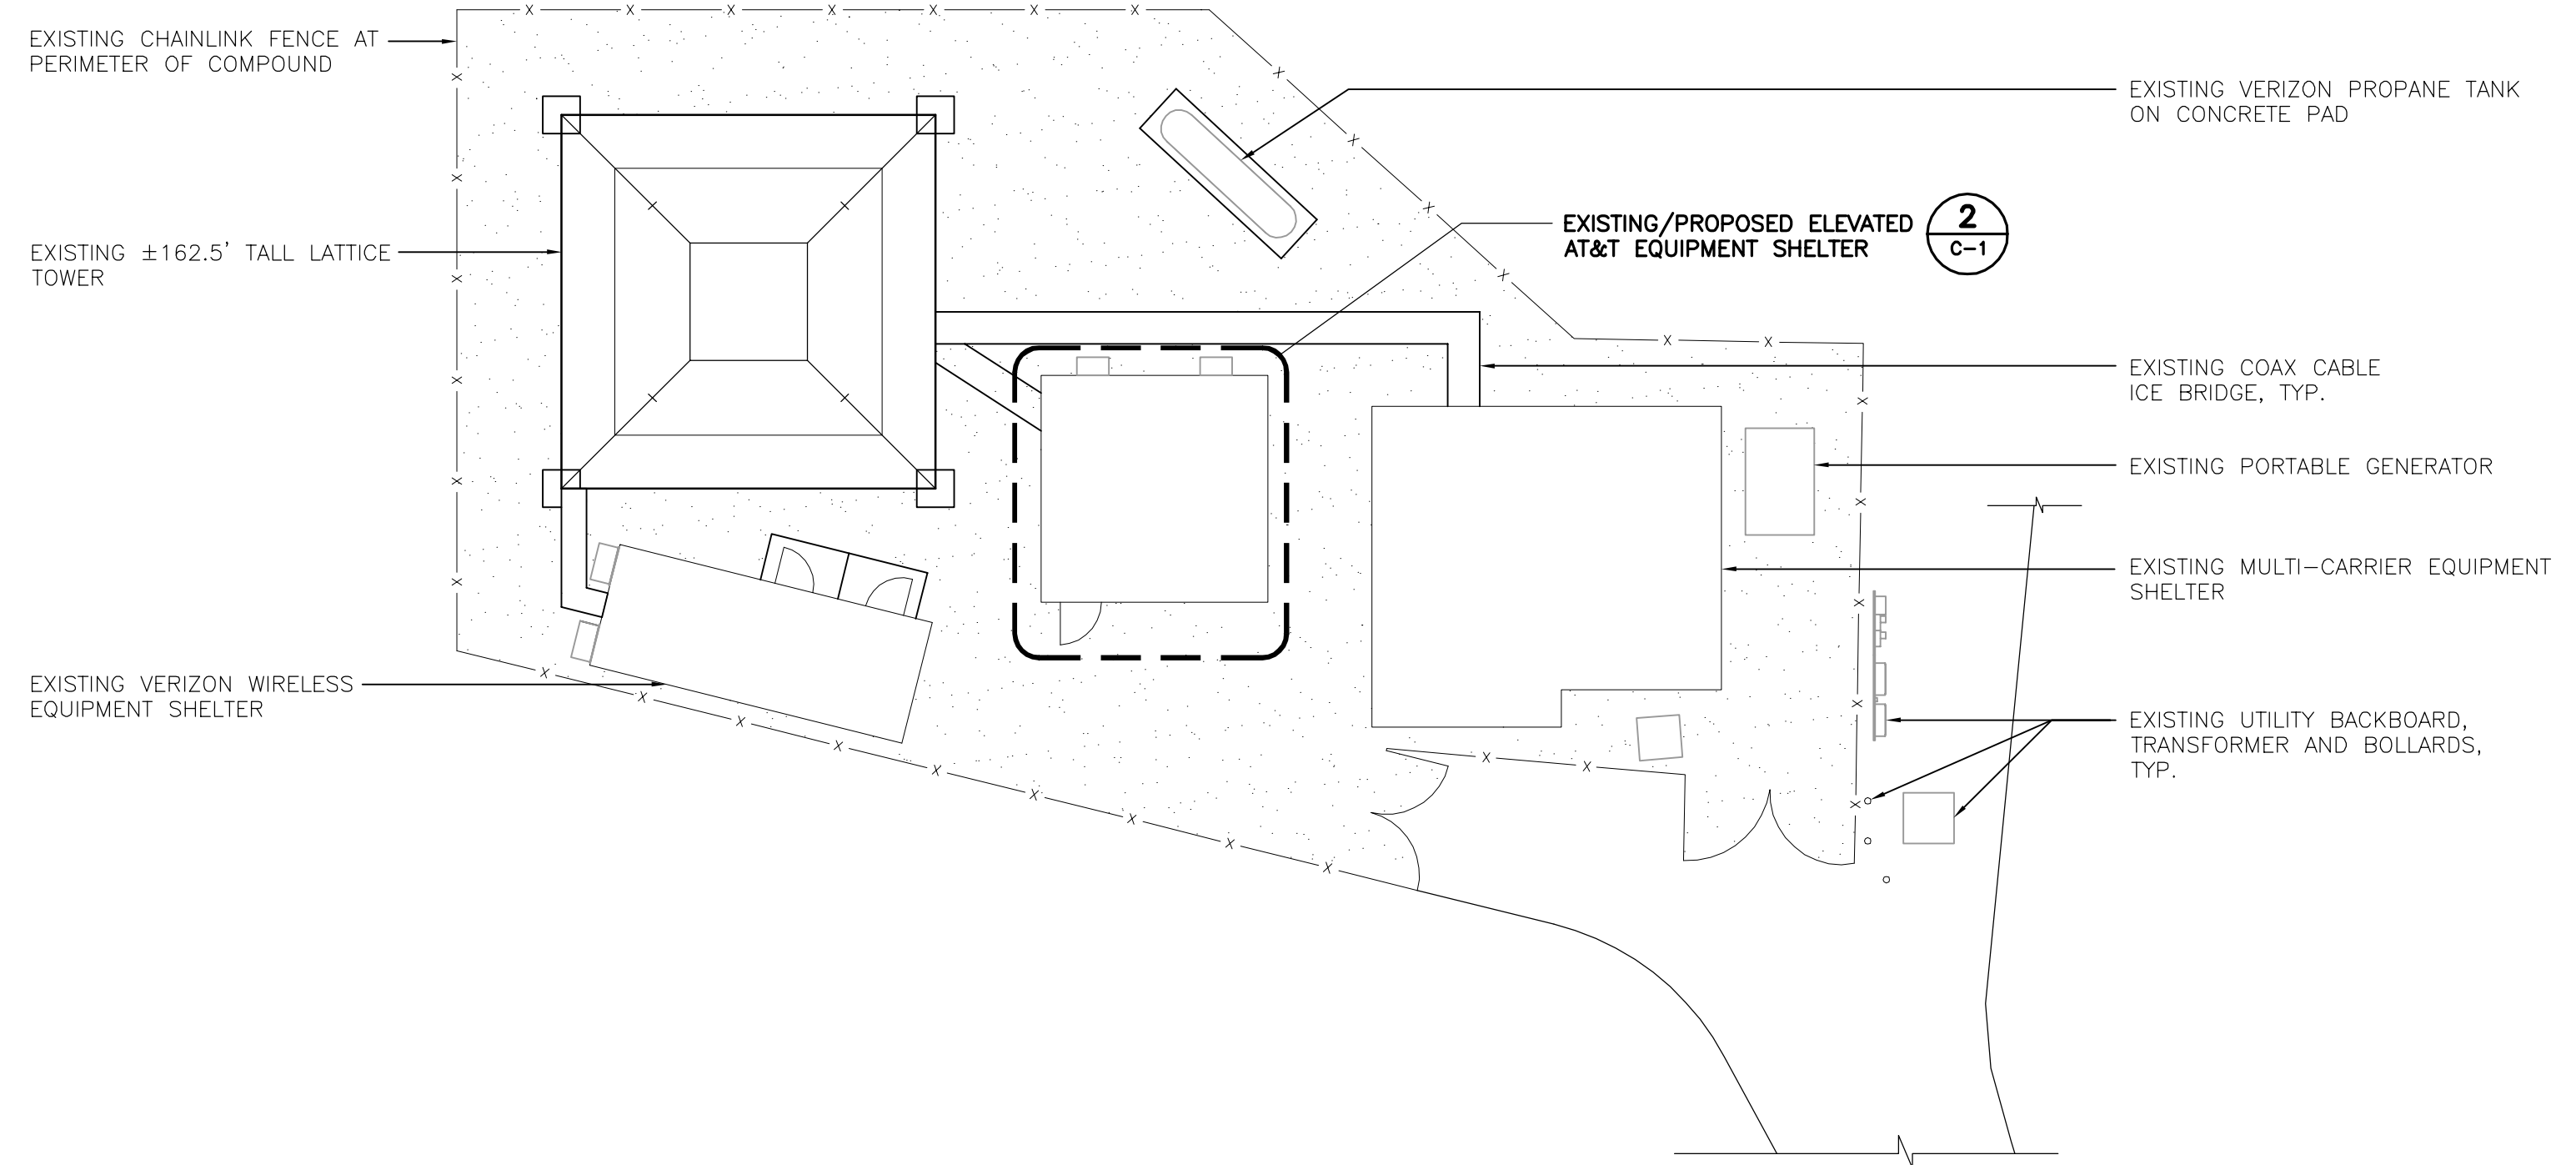 EXISTING CHAINLINK FENCE AT
PERIMETER OF COMPOUND
EXISTING ±162.5' TALL LATTICE
TOWER
EXISTING VERIZON WIRELESS
EQUIPMENT SHELTER
EXISTING/PROPOSED ELEVATED
AT&T EQUIPMENT SHELTER
2
C-1
EXISTING VERIZON PROPANE TANK
ON CONCRETE PAD
EXISTING COAX CABLE
ICE BRIDGE, TYP.
EXISTING PORTABLE GENERATOR
EXISTING MULTI-CARRIER EQUIPMENT
SHELTER
EXISTING UTILITY BACKBOARD,
TRANSFORMER AND BOLLARDS,
TYP.